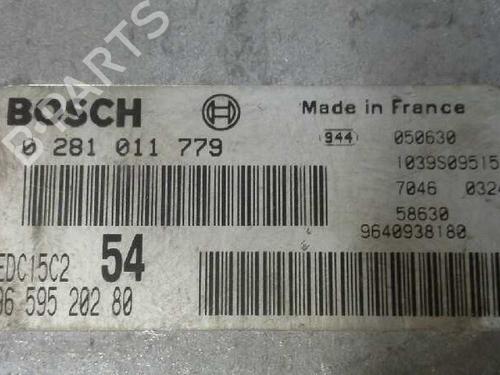 B-PARTS
BOSCH Made in France
0 281 011 779 944 050630
1039S09515
7046 0324
58630
9640938180
EDC15C2 54
96 595 202 80